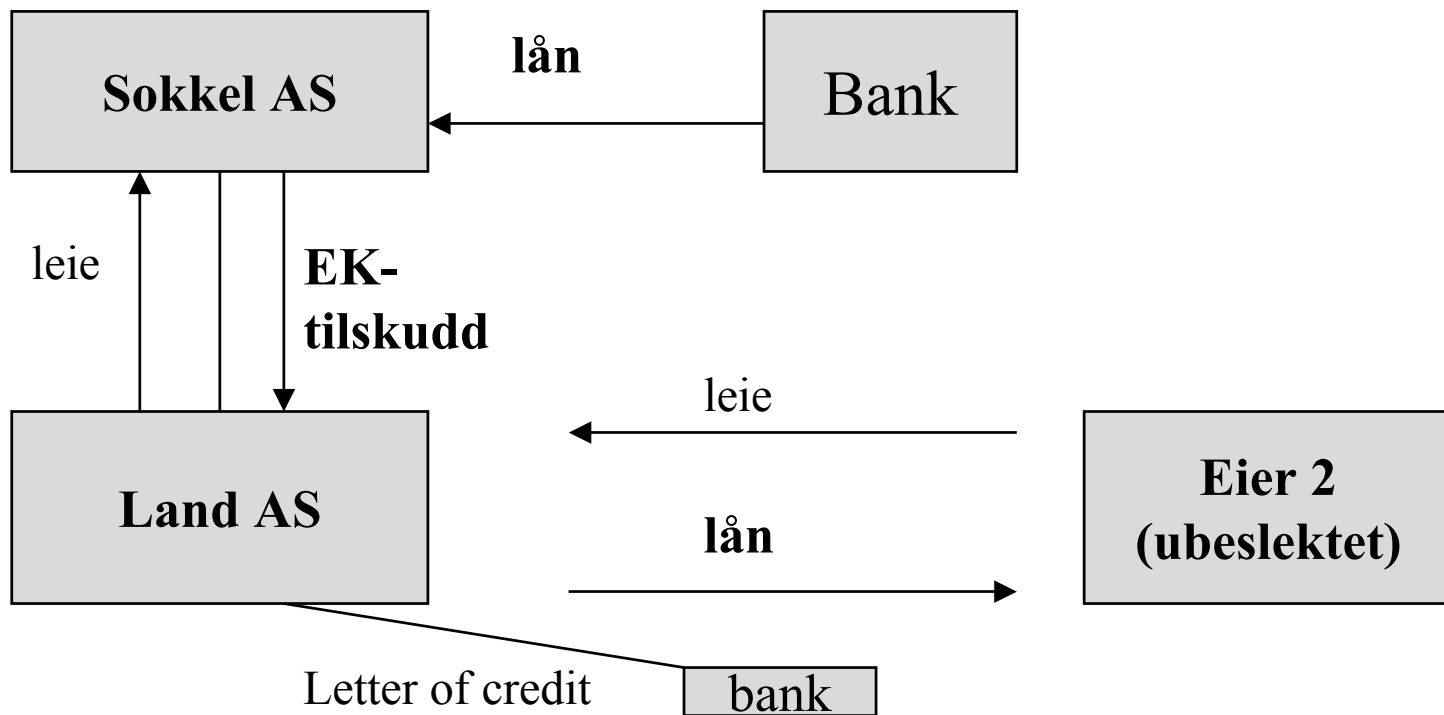 Sokkel AS
lån
Bank
leie
EK-
tilskudd
leie
Land AS
lån
Eier 2
(ubeslektet)
Letter of credit
bank